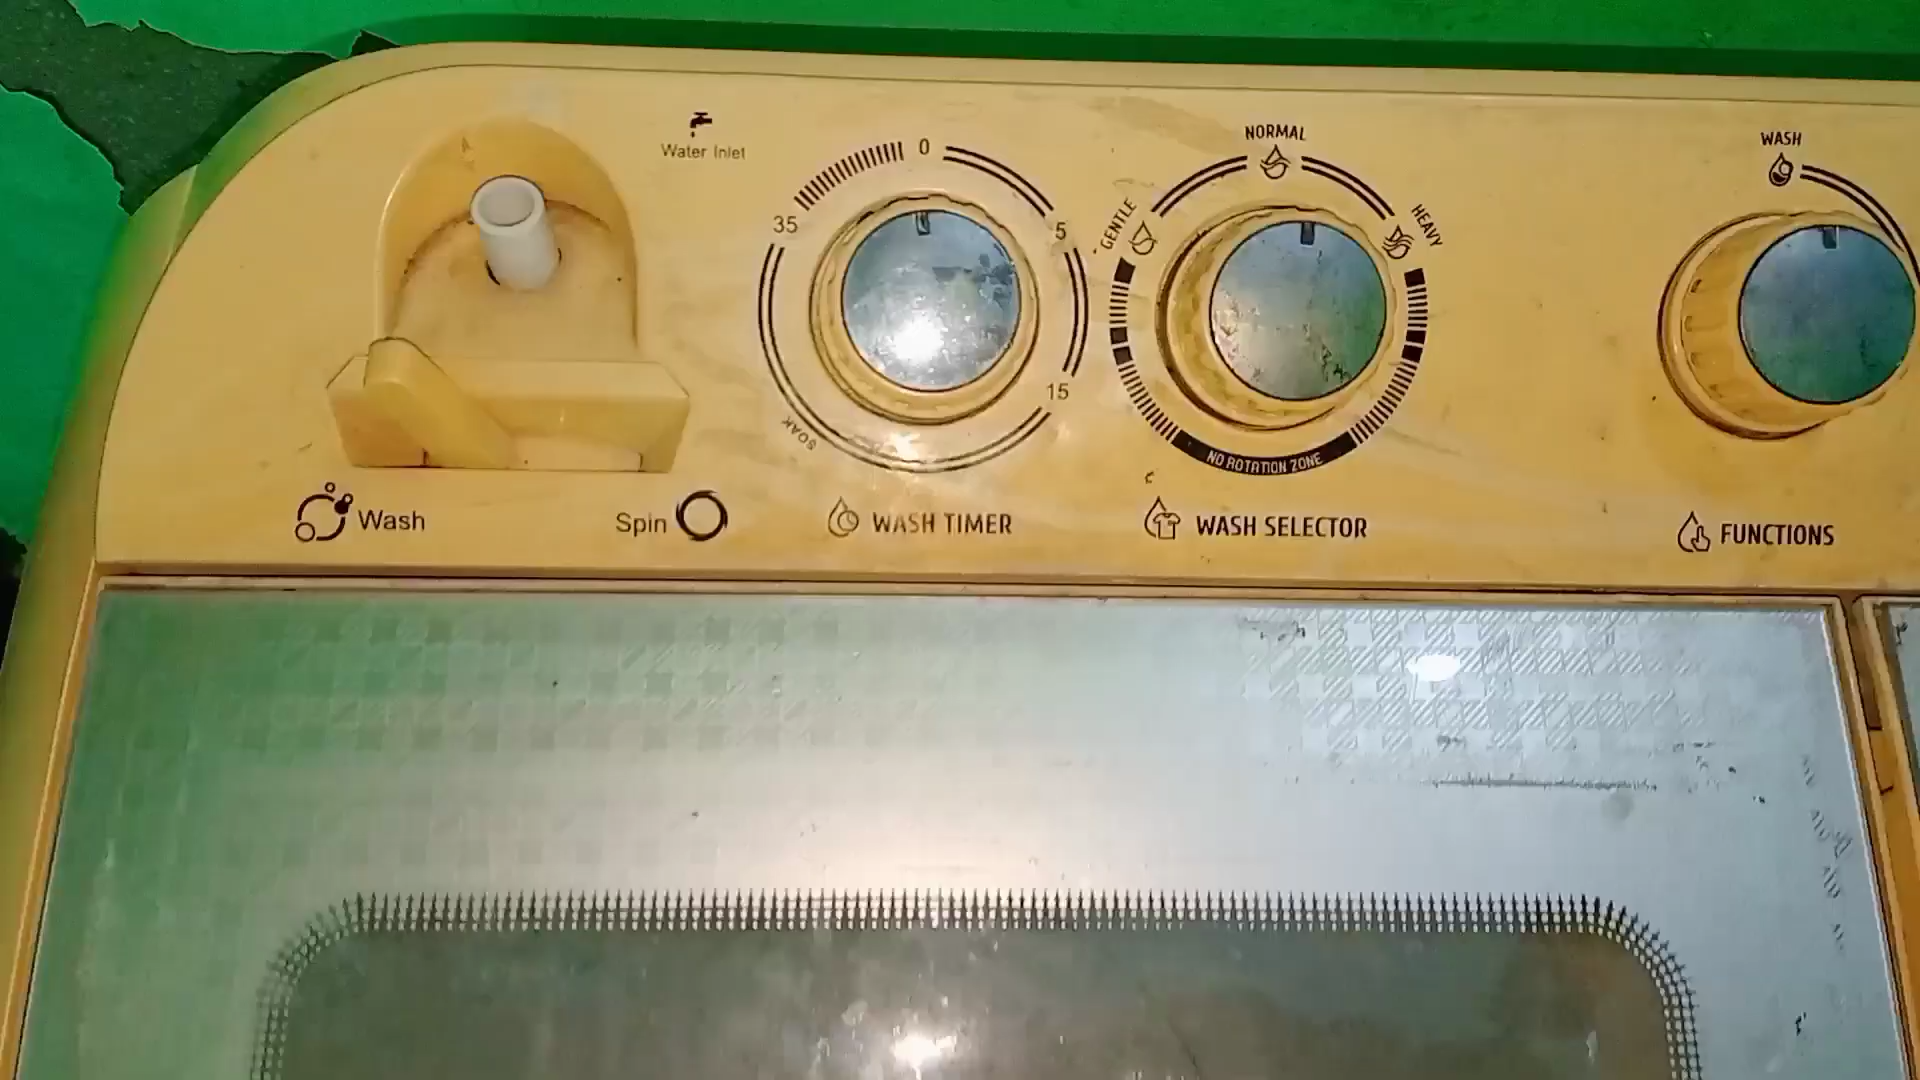 Water Inlet
0
5
15
SOAK
35
NORMAL
GENTLE
HEAVY
NO ROTATION ZONE
WASH
Wash
Spin
WASH TIMER
WASH SELECTOR
FUNCTIONS